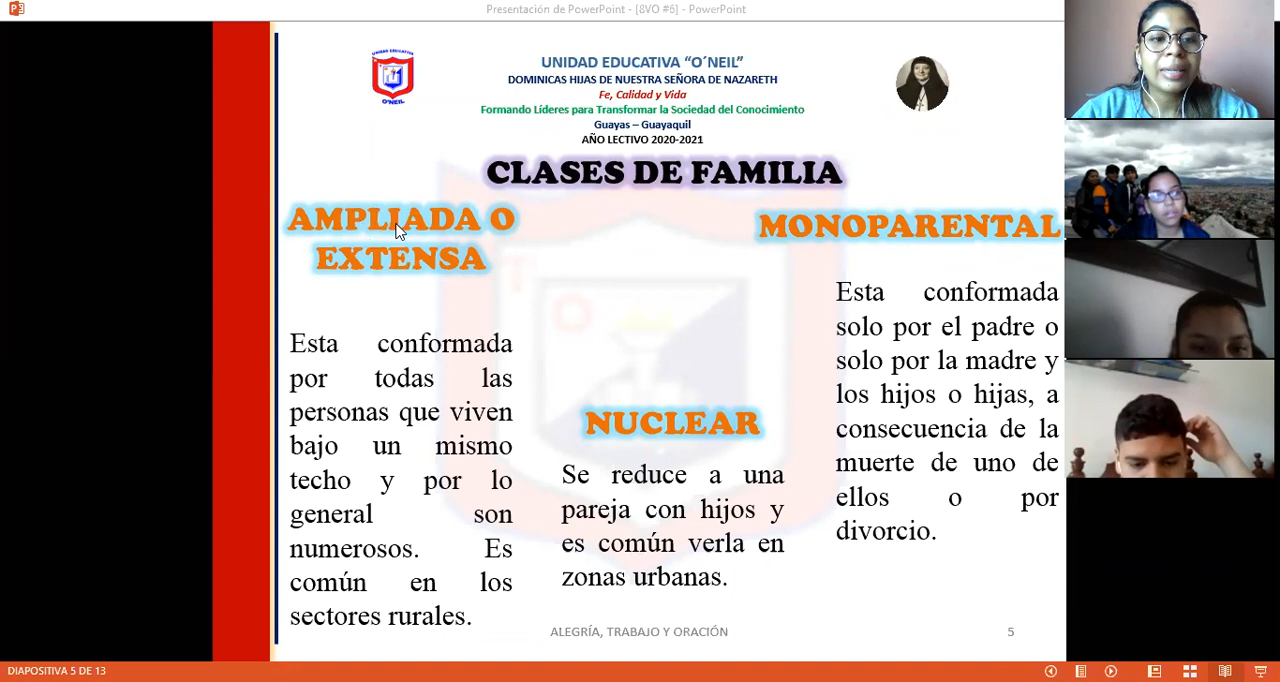 Presentación de PowerPoint - [8VO #6] - PowerPoint
UNIDAD EDUCATIVA
O´NEIL
UNIDAD EDUCATIVA “O´NEIL”
DOMINICAS HIJAS DE NUESTRA SEÑORA DE NAZARETH
Fe, Calidad y Vida
Formando Líderes para Transformar la Sociedad del Conocimiento
Guayas – Guayaquil
AÑO LECTIVO 2020-2021
CLASES DE FAMILIA
AMPLIADA O
EXTENSA
Esta conformada
por todas las
personas que viven
bajo un mismo
techo y por lo
general son
numerosos. Es
común en los
sectores rurales.
NUCLEAR
Se reduce a una
pareja con hijos y
es común verla en
zonas urbanas.
MONOPARENTAL
Esta conformada
solo por el padre o
solo por la madre y
los hijos o hijas, a
consecuencia de la
muerte de uno de
ellos o por
divorcio.
ALEGRÍA, TRABAJO Y ORACIÓN
5
DIAPOSITIVA 5 DE 13